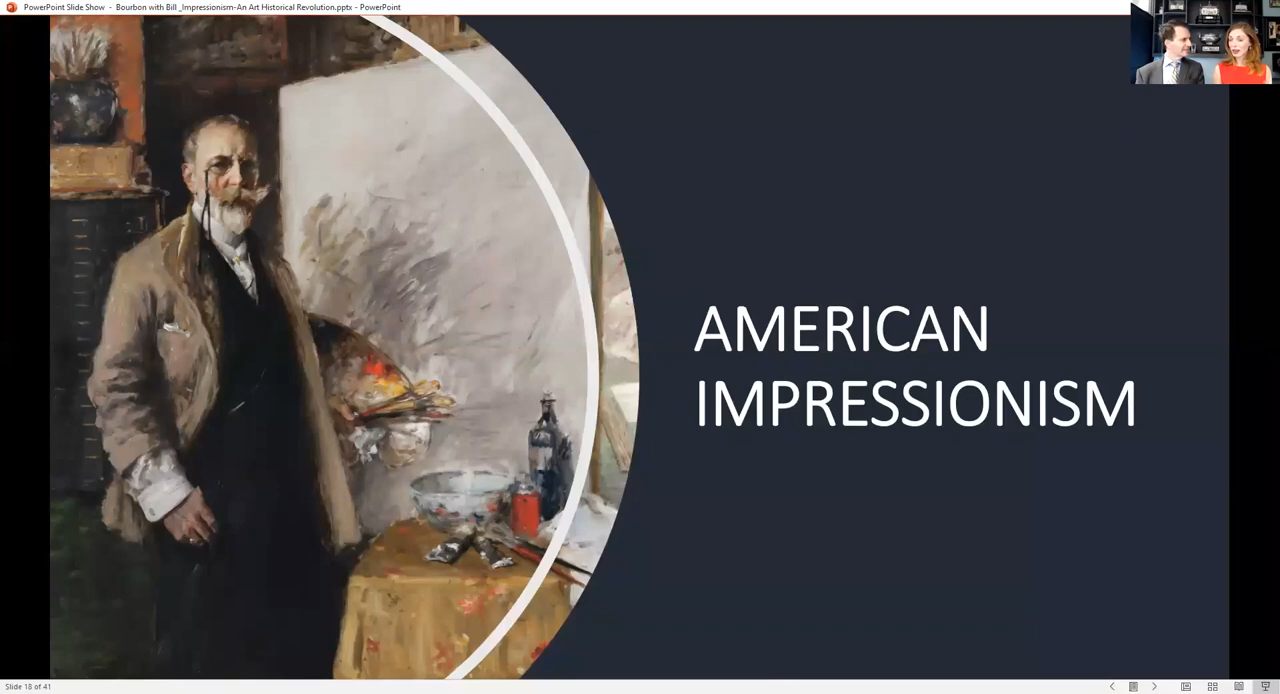 PowerPoint Slide Show - Bourbon with Bill _Impressionism-An Art Historical Revolution.pptx - PowerPoint
AMERICAN
IMPRESSIONISM
Slide 18 of 41